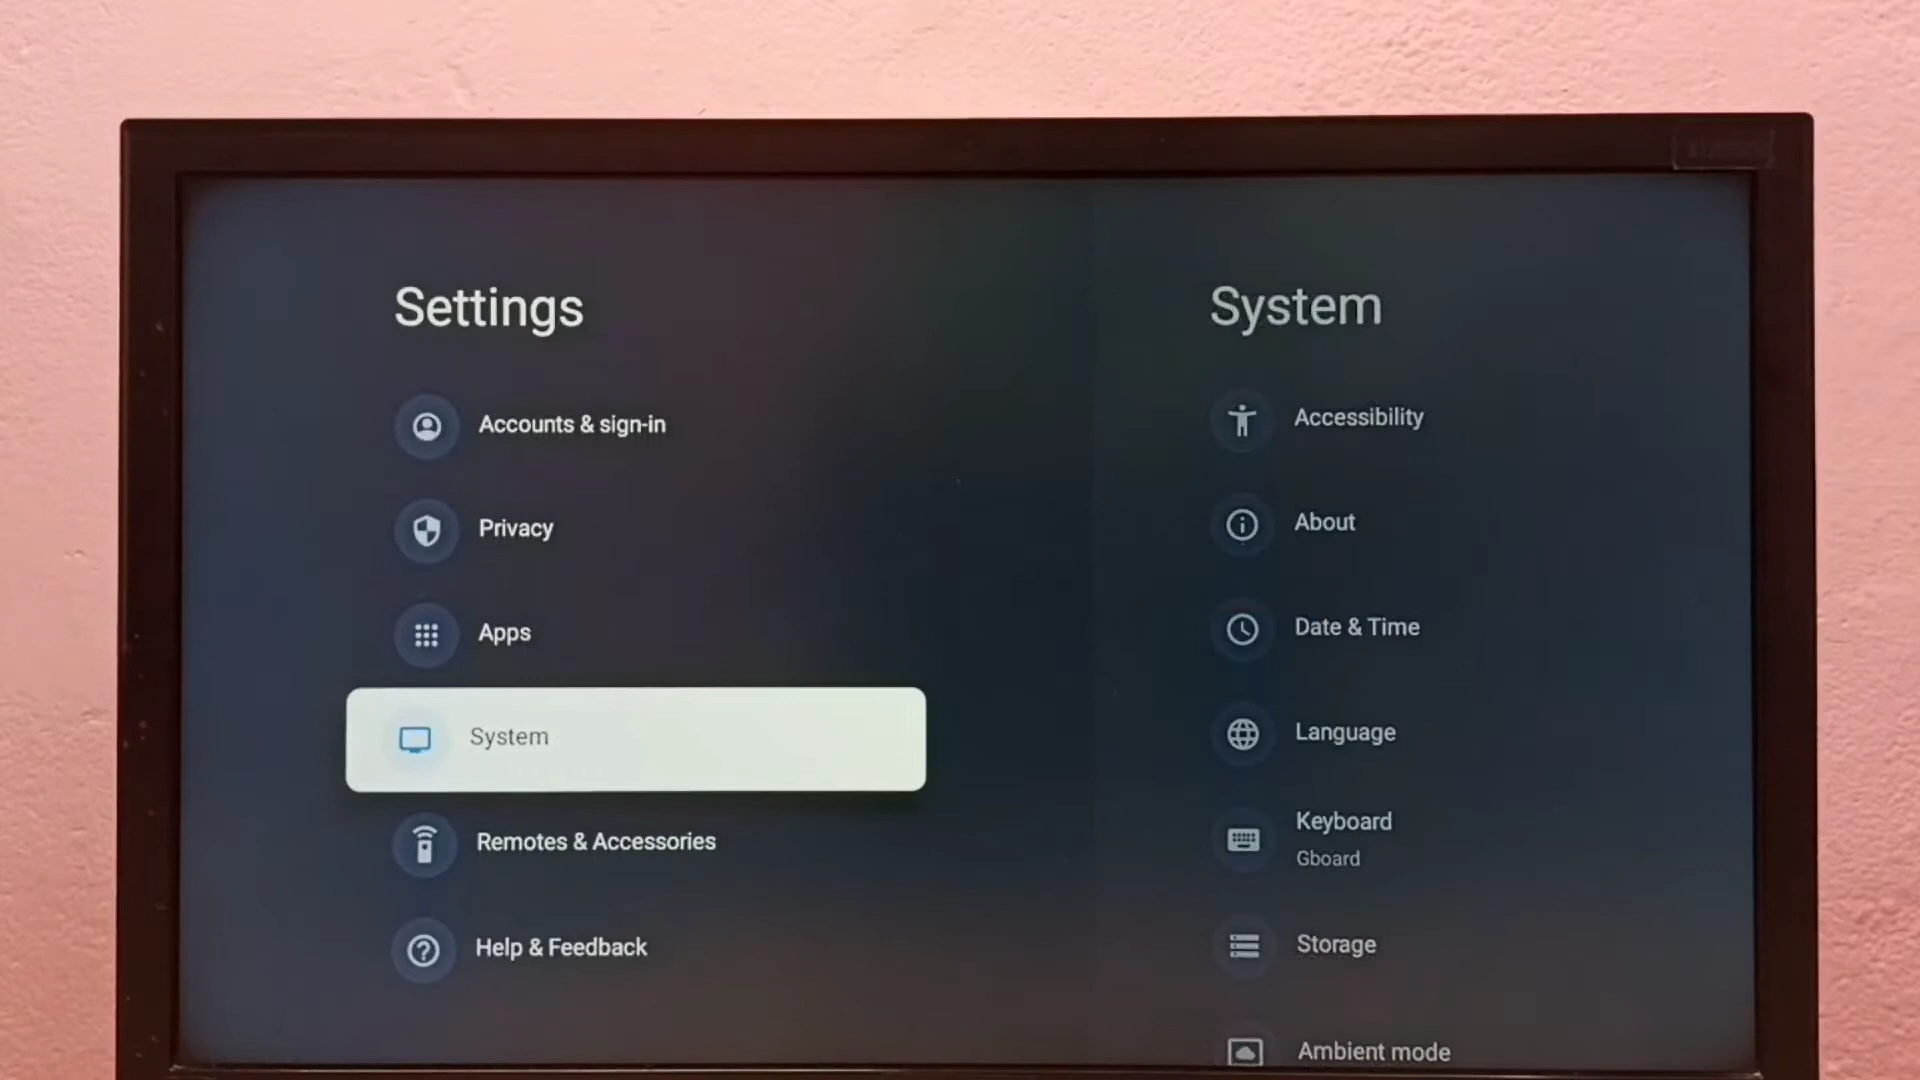 Settings
Accounts & sign-in
Privacy
Apps
System
Remotes & Accessories
Help & Feedback
System
Accessibility
About
Date & Time
Language
Keyboard
Gboard
Storage
Ambient mode